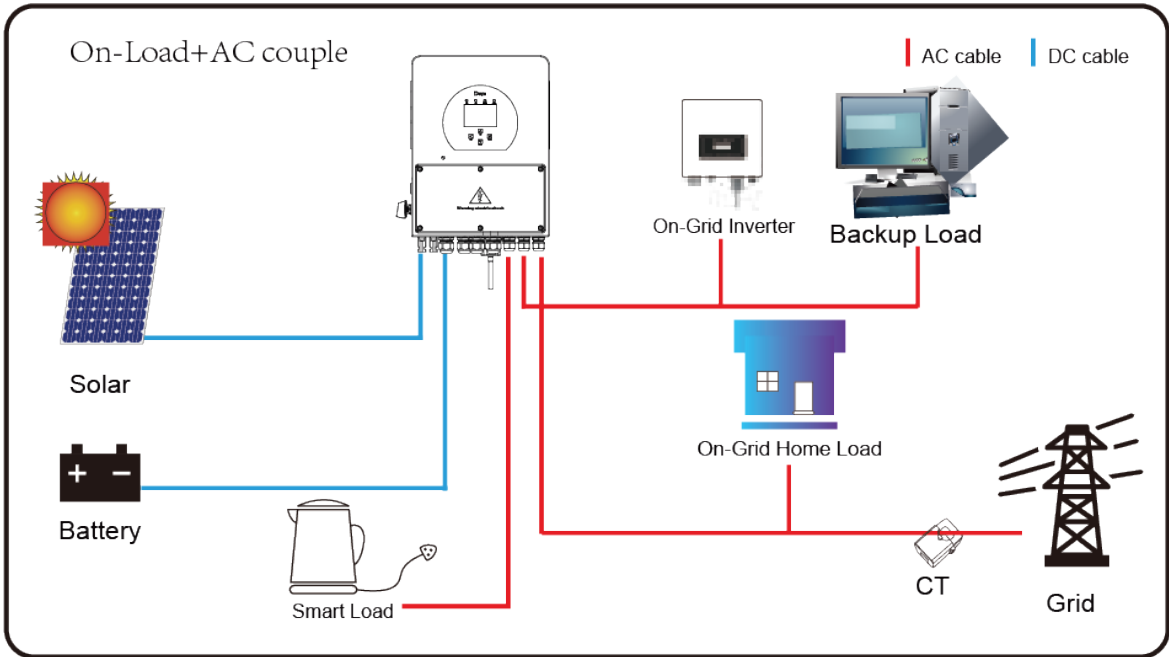 On-Load+AC couple
AC cable
DC cable
Deye
On-Grid Inverter
Backup Load
Solar
On-Grid Home Load
Battery
Smart Load
CT
Grid